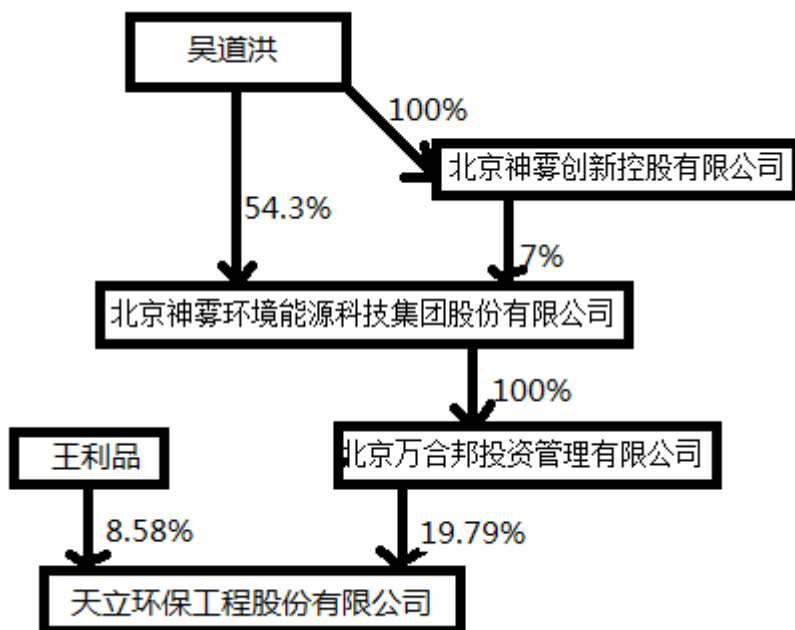 吴道洪
100%
北京神雾创新控股有限公司
54.3%
7%
北京神雾环境能源科技集团股份有限公司
100%
王利品
北京万合邦投资管理有限公司
8.58%
19.79%
天立环保工程股份有限公司